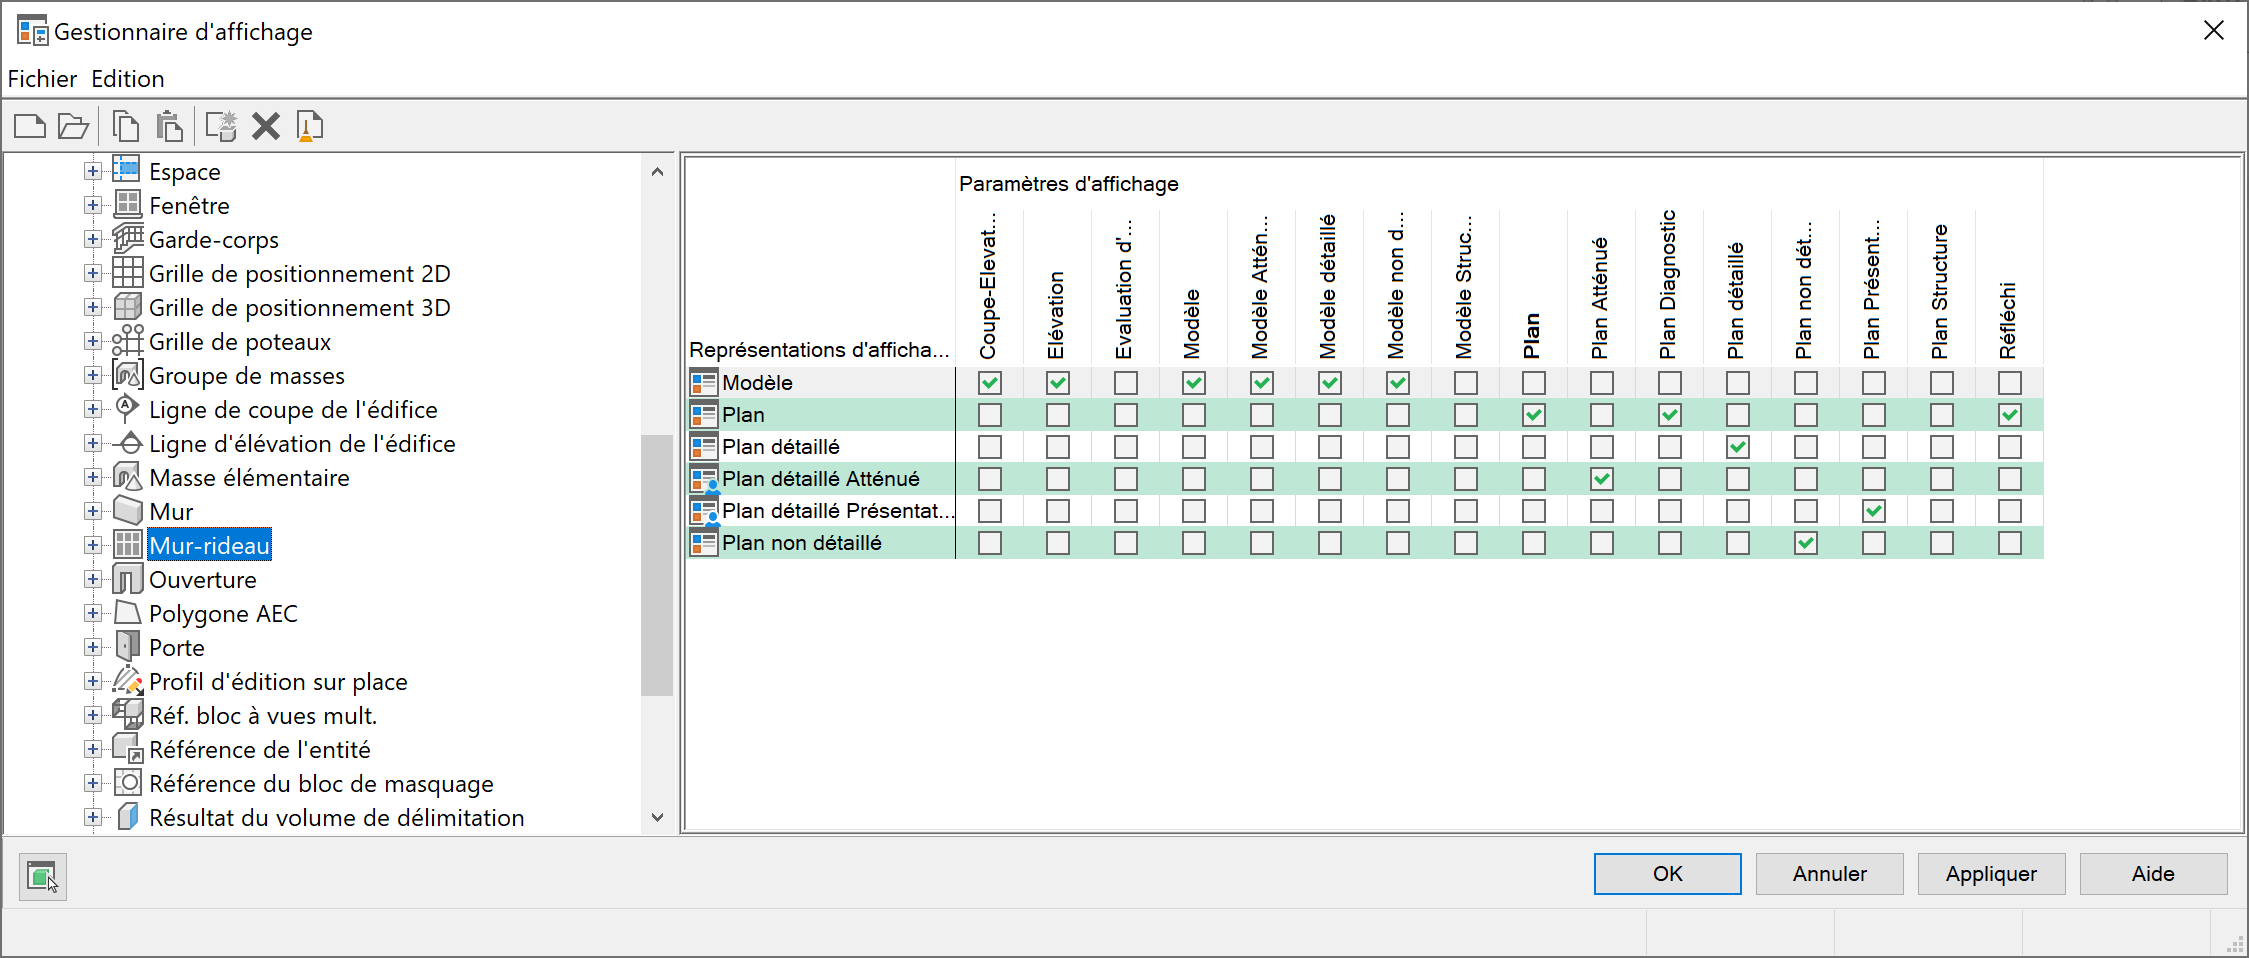 Gestionnaire d'affichage
Fichier Edition
Espace
Fenêtre
Garde-corps
Grille de positionnement 2D
Grille de positionnement 3D
Grille de poteaux
Groupe de masses
Ligne de coupe de l'édifice
Ligne d'élévation de l'édifice
Masse élémentaire
Mur
Mur-rideau
Ouverture
Polygone AEC
Porte
Profil d'édition sur place
Réf. bloc à vues mult.
Référence de l'entité
Référence du bloc de masquage
Résultat du volume de délimitation
Paramètres d'affichage
Représentations d'afficha...
Coupe-Elevat...
Elévation
Evaluation d'...
Modèle
Modèle Attén...
Modèle détaillé
Modèle non d...
Modèle Struc...
Plan
Plan Atténué
Plan Diagnostic
Plan détaillé
Plan non dét...
Plan Présent...
Plan Structure
Réfléchi
Modèle
Plan
Plan détaillé
Plan détaillé Atténué
Plan détaillé Présentat...
Plan non détaillé
OK
Annuler
Appliquer
Aide